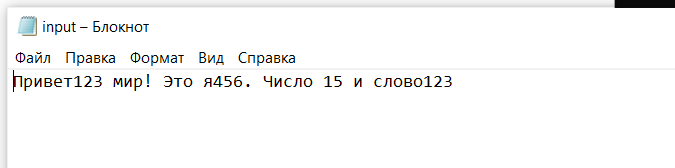 input – Блокнот
Файл Правка Формат Вид Справка
Привет123 мир! Это я456. Число 15 и слово123